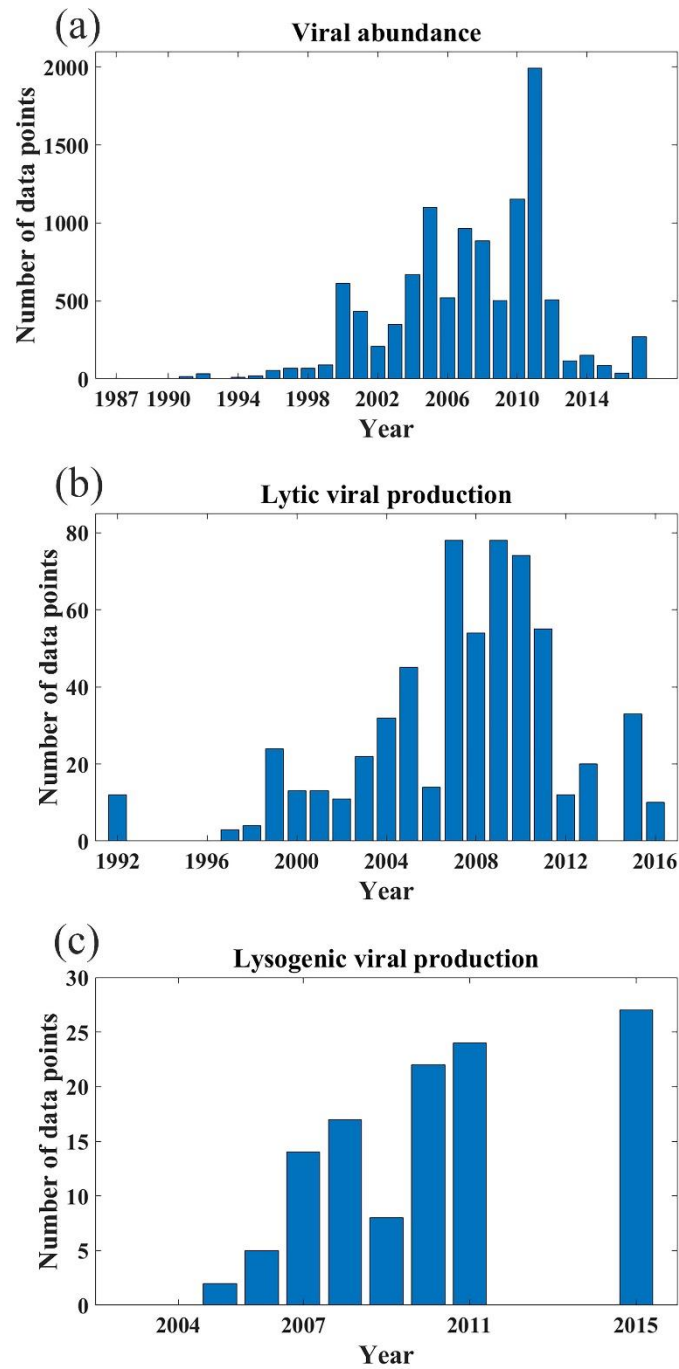 (a)
Viral abundance
2000
1500
1000
500
0
Number of data points
1987 1990 1994 1998 2002 2006 2010 2014
Year
(b)
Lytic viral production
80
60
40
20
0
Number of data points
1992 1996 2000 2004 2008 2012 2016
Year
(c)
Lysogenic viral production
30
25
20
15
10
5
0
Number of data points
2004 2007 2011 2015
Year